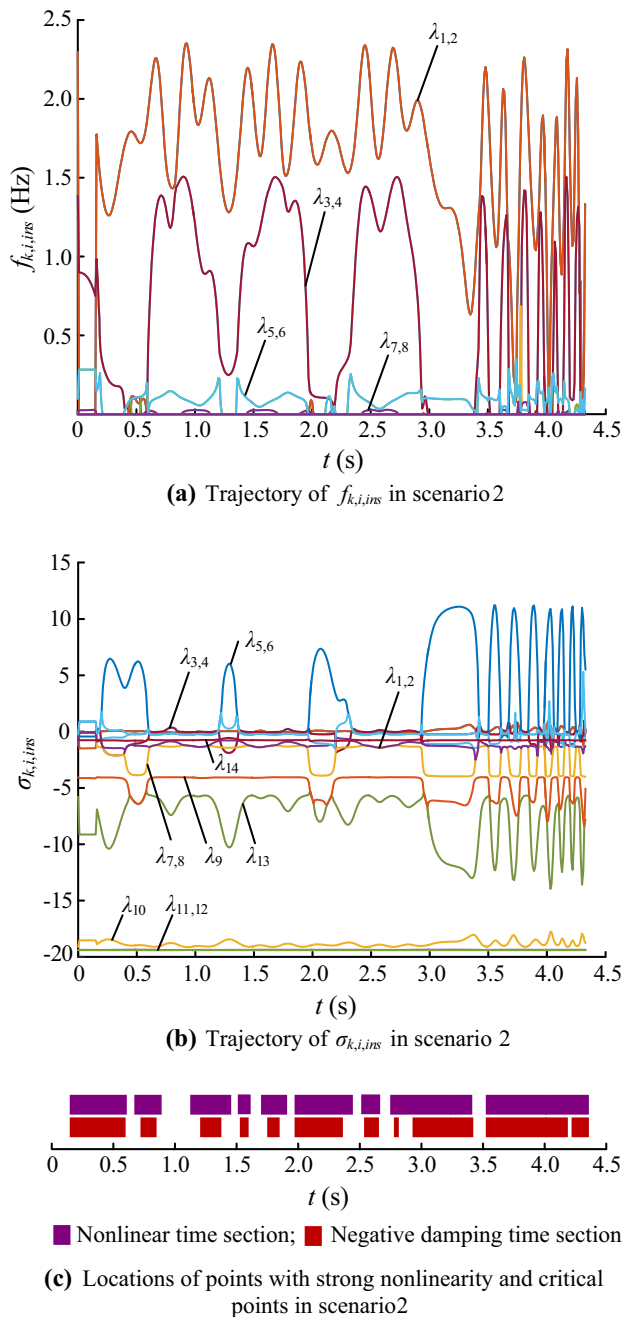 2.5
2.0
1.5
1.0
0.5
f k,i,ins (Hz)
λ1,2
λ3,4
λ5,6
λ7,8
0 0.5 1.0 1.5 2.0 2.5 3.0 3.5 4.0 4.5
t (s)
(a) Trajectory of f k,i,ins in scenario 2
15
10
5
0
-5
-10
-15
-20
σ k,i,ins
λ3,4
λ5,6
λ1,2
λ14
λ7,8
λ9
λ13
λ10
λ11,12
0 0.5 1.0 1.5 2.0 2.5 3.0 3.5 4.0 4.5
t (s)
(b) Trajectory of σ k,i,ins in scenario 2
0 0.5 1.0 1.5 2.0 2.5 3.0 3.5 4.0 4.5
t (s)
Nonlinear time section; Negative damping time section
(c) Locations of points with strong nonlinearity and critical
points in scenario2